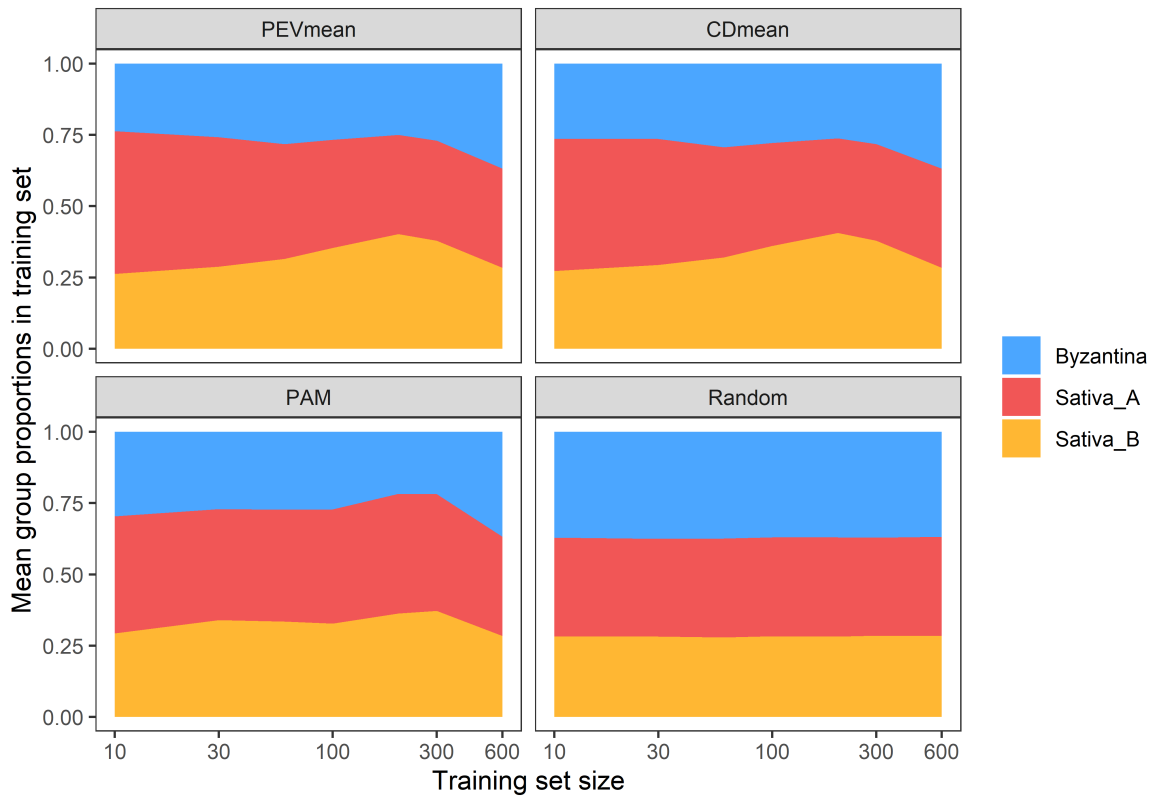 PEVmean
CDmean
1.00
0.75
0.50
0.25
0.00
PAM
Random
1.00
0.75
0.50
0.25
0.00
10 30 100 300 600
10 30 100 300 600
Training set size
Mean group proportions in training set
Byzantina
Sativa_A
Sativa_B